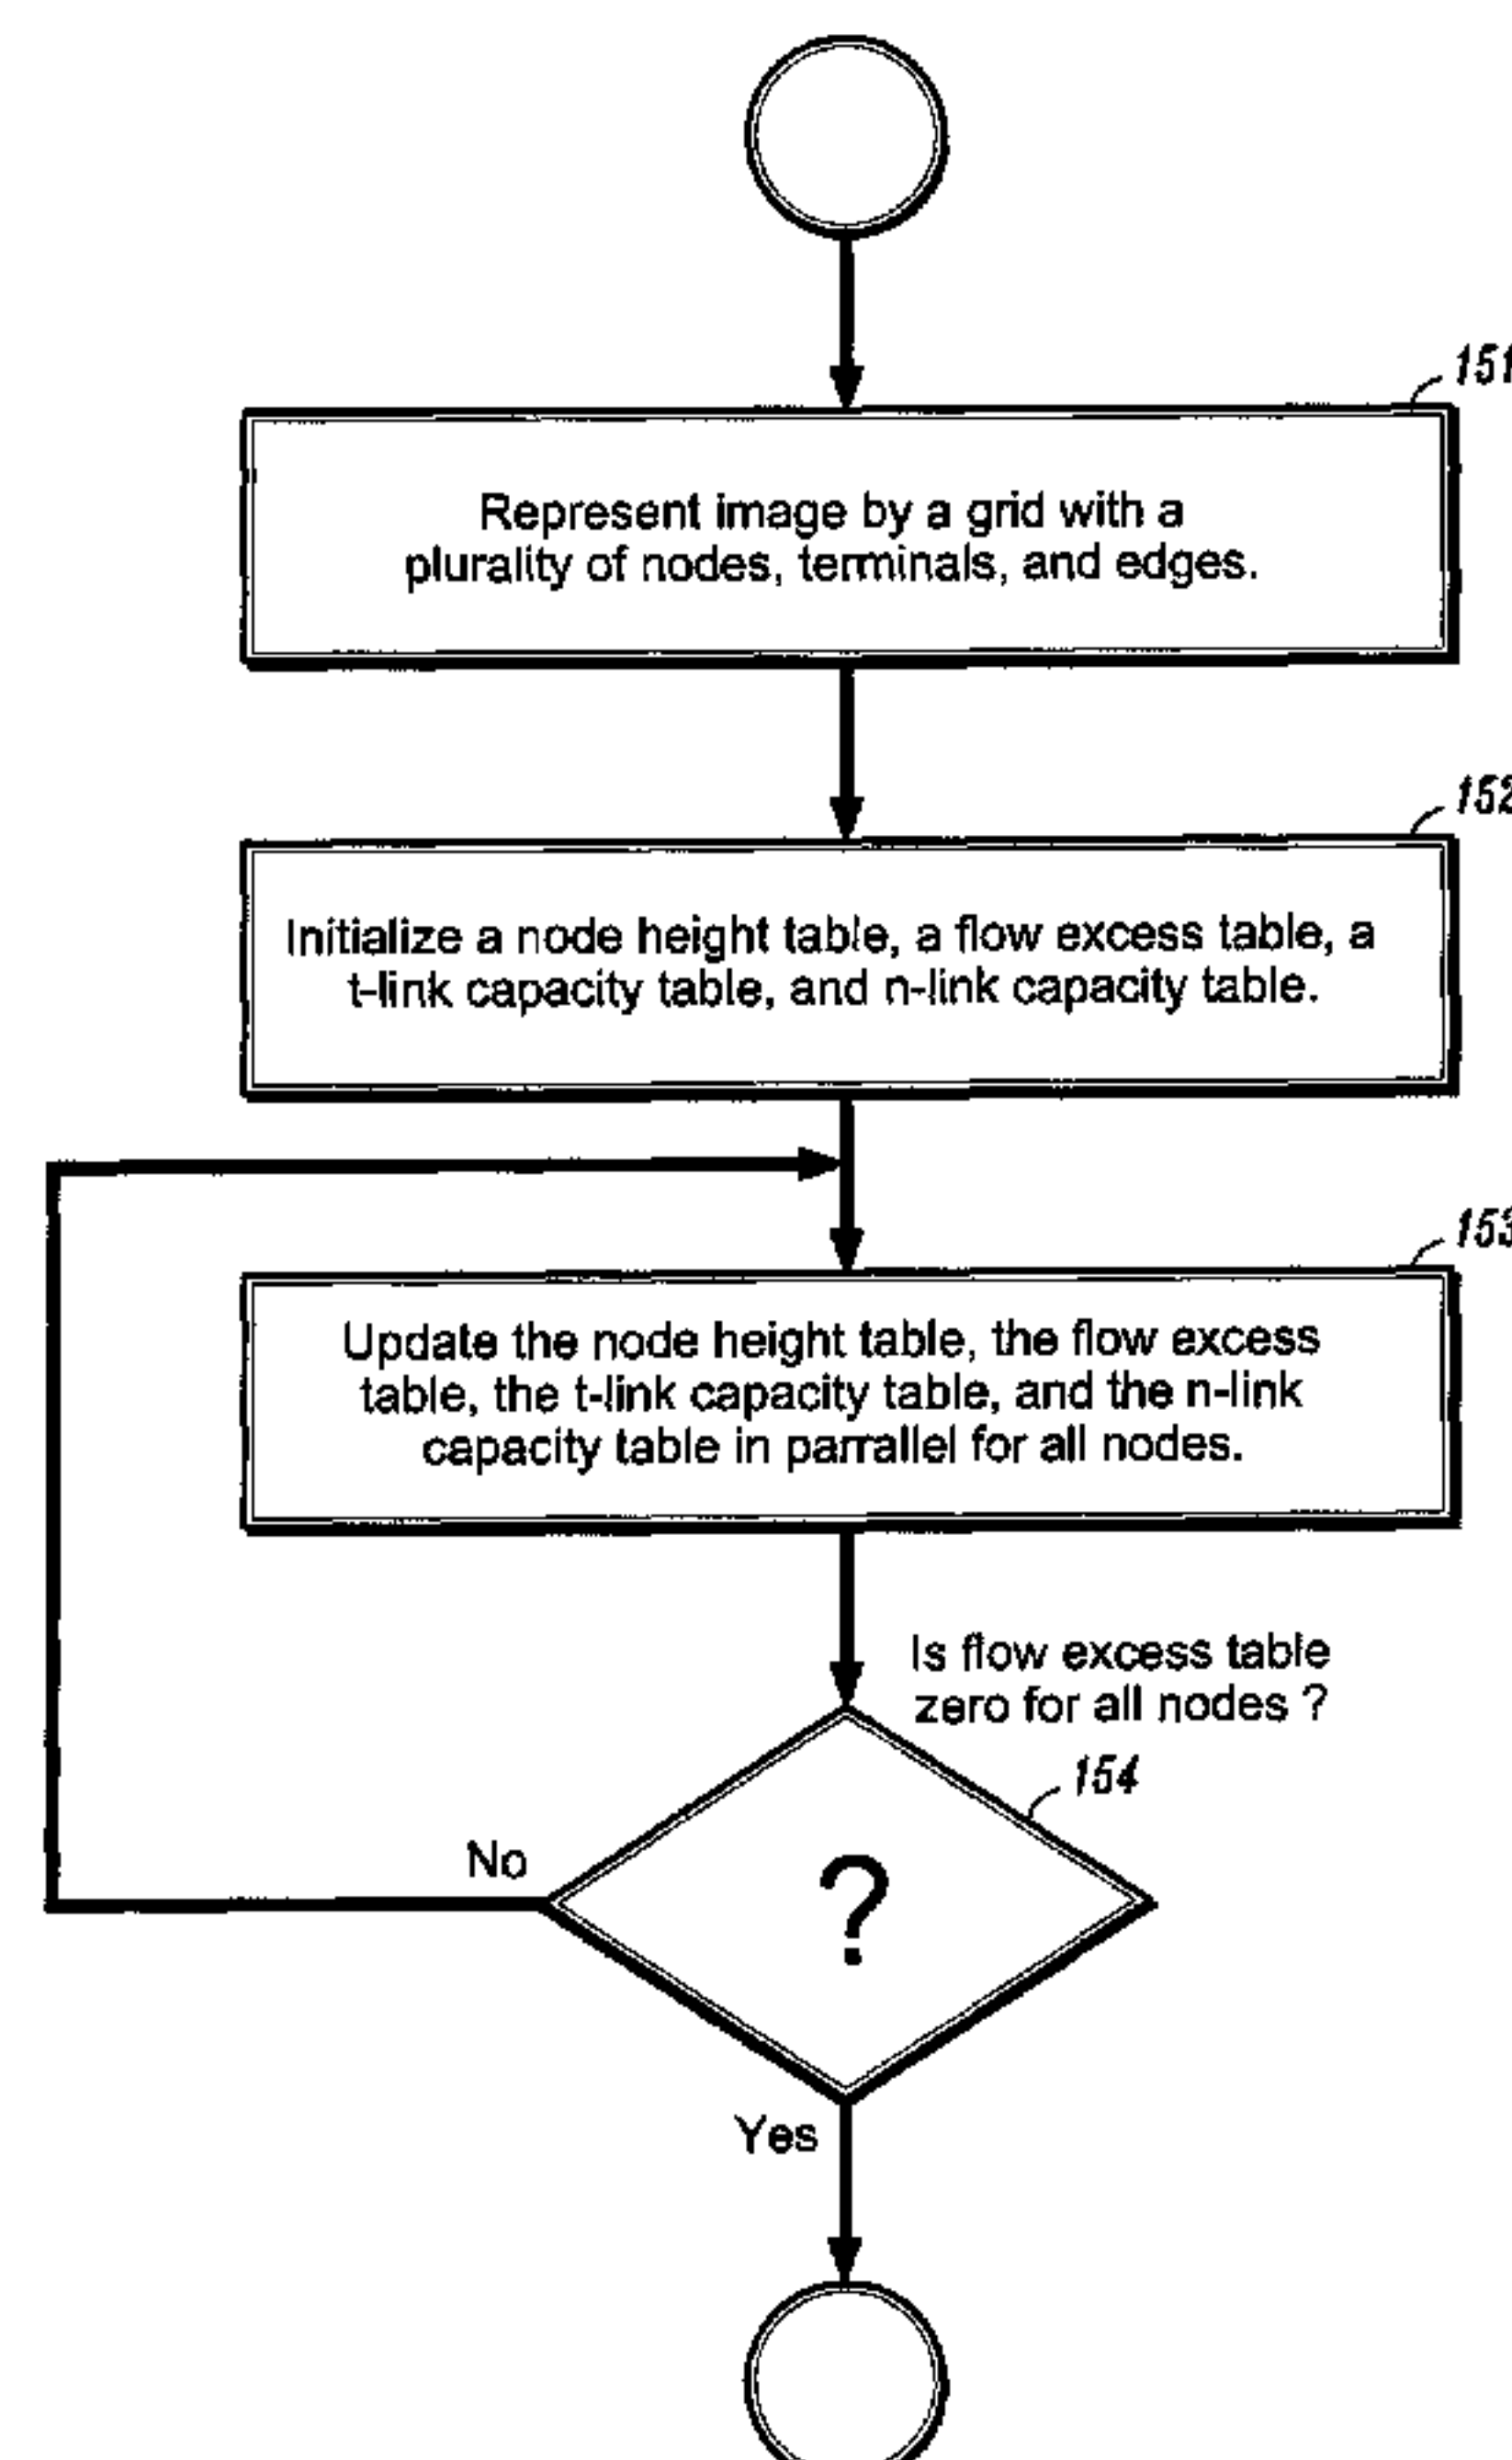 151
Represent image by a grid with a
plurality of nodes, terminals, and edges.
152
Initialize a node height table, a flow excess table, a
t-link capacity table, and n-link capacity table.
153
Update the node height table, the flow excess
table, the t-link capacity table, and the n-link
capacity table in parrallel for all nodes.
Is flow excess table
zero for all nodes ?
154
No
?
Yes